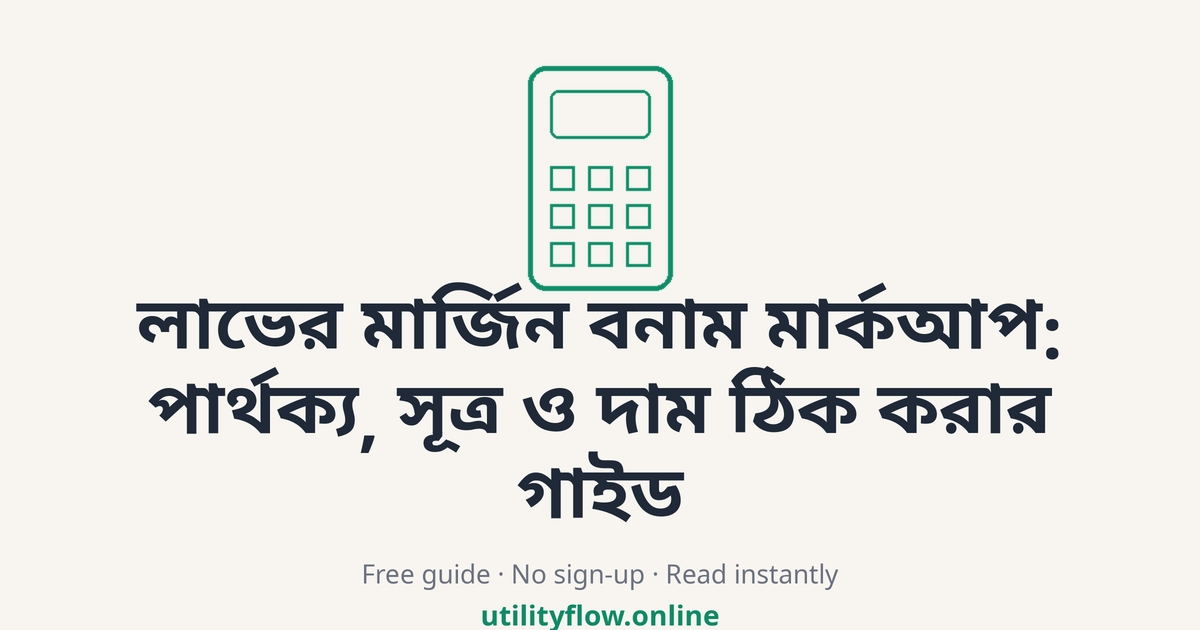 লাভের মার্জিন বনাম মার্কআপ:
পার্থক্য, সূত্র ও দাম ঠিক করার
গাইড
Free guide · No sign-up · Read instantly
utilityflow.online